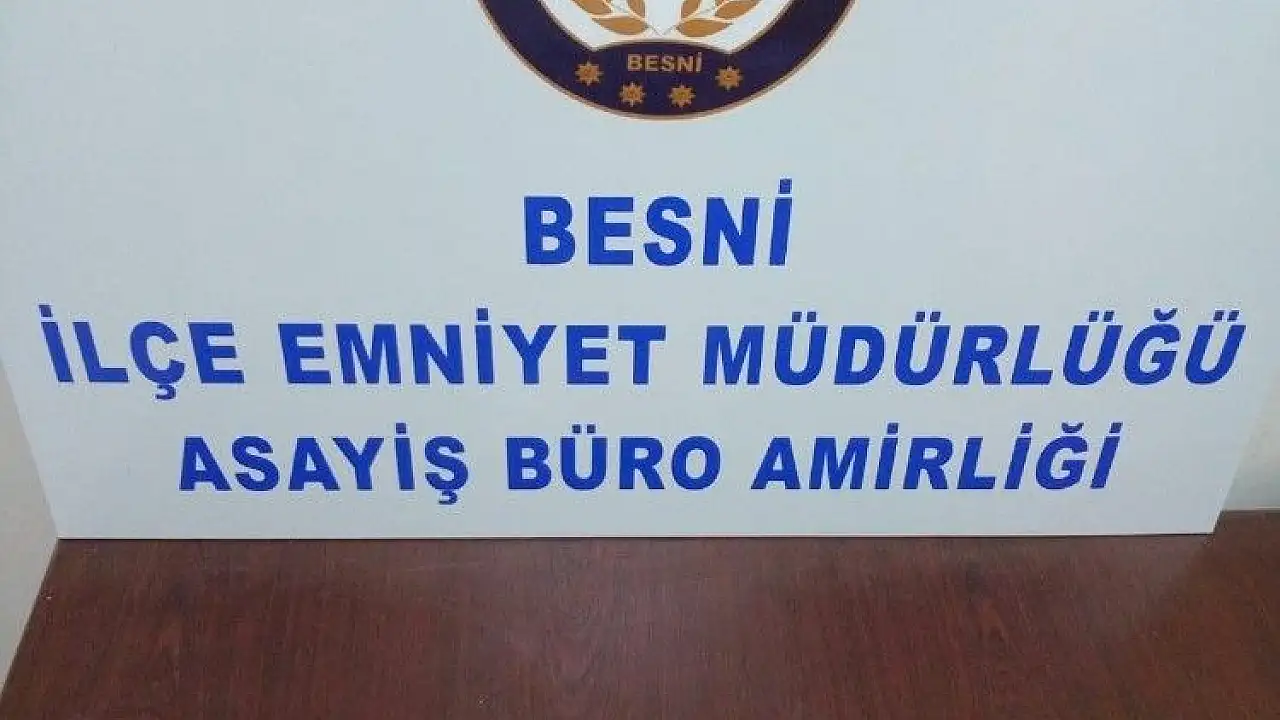 BESNİ
BESNİ
İLÇE EMNİYET MÜDÜRLÜĞÜ
ASAYİŞ BÜRO AMİRLİĞİ